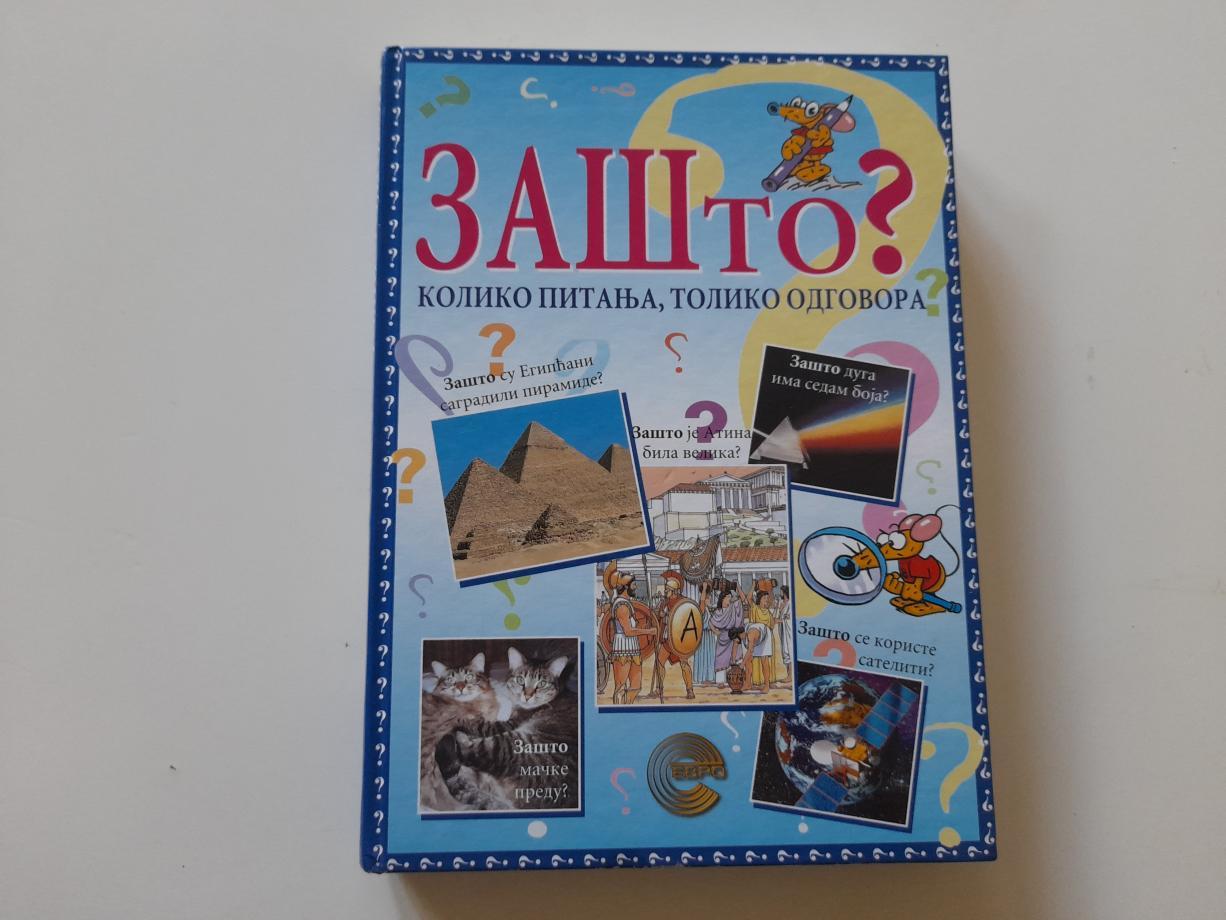 ЗАШТО?
КОЛИКО ПИТАЊА, ТОЛИКО ОДГОВОРА
Зашто су Египћани
саградили пирамиде?
Зашто је Атина
била велика?
Зашто дуга
има седам боја?
А
Зашто се користе
сателити?
Зашто
мачке
преду?
ЕВРО